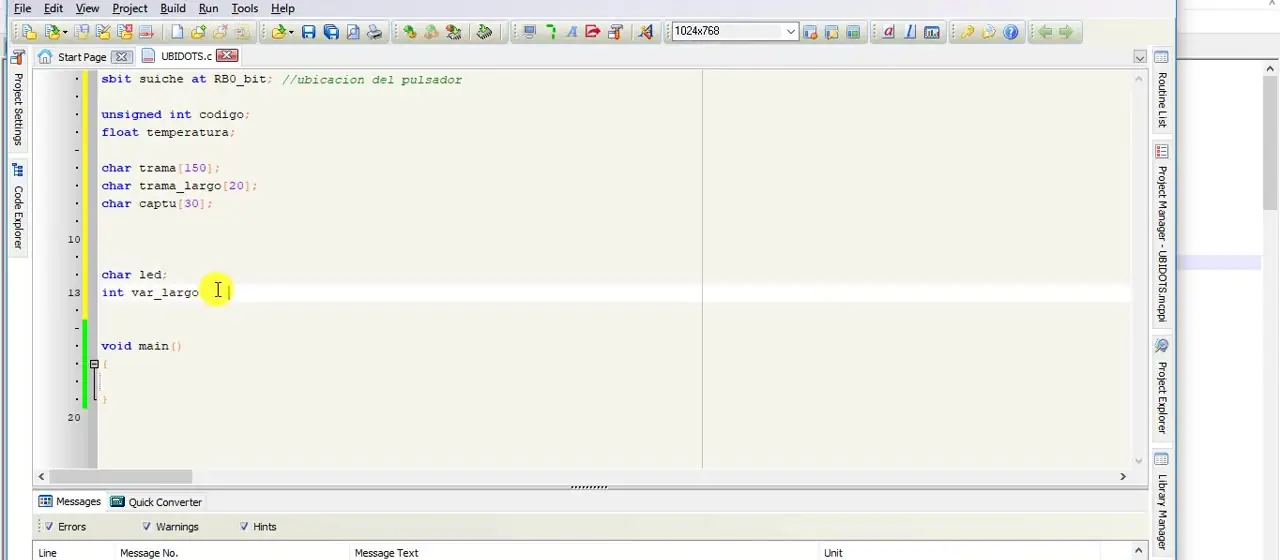 File Edit View Project Build Run Tools Help
1024x768
Start Page UBIDOTS.c
sbit suiche at RB0_bit; //ubicacion del pulsador
unsigned int codigo;
float temperatura;
char trama[150];
char trama_largo[20];
char captu[30];
10
char led;
13 int var_largo
void main()
{
}
20
Project Settings
Code Explorer
Routine List
Project Manager - UBIDOTS.mcppi
Project Explorer
Library Manager
Messages Quick Converter
Errors Warnings Hints
Line Message No. Message Text Unit